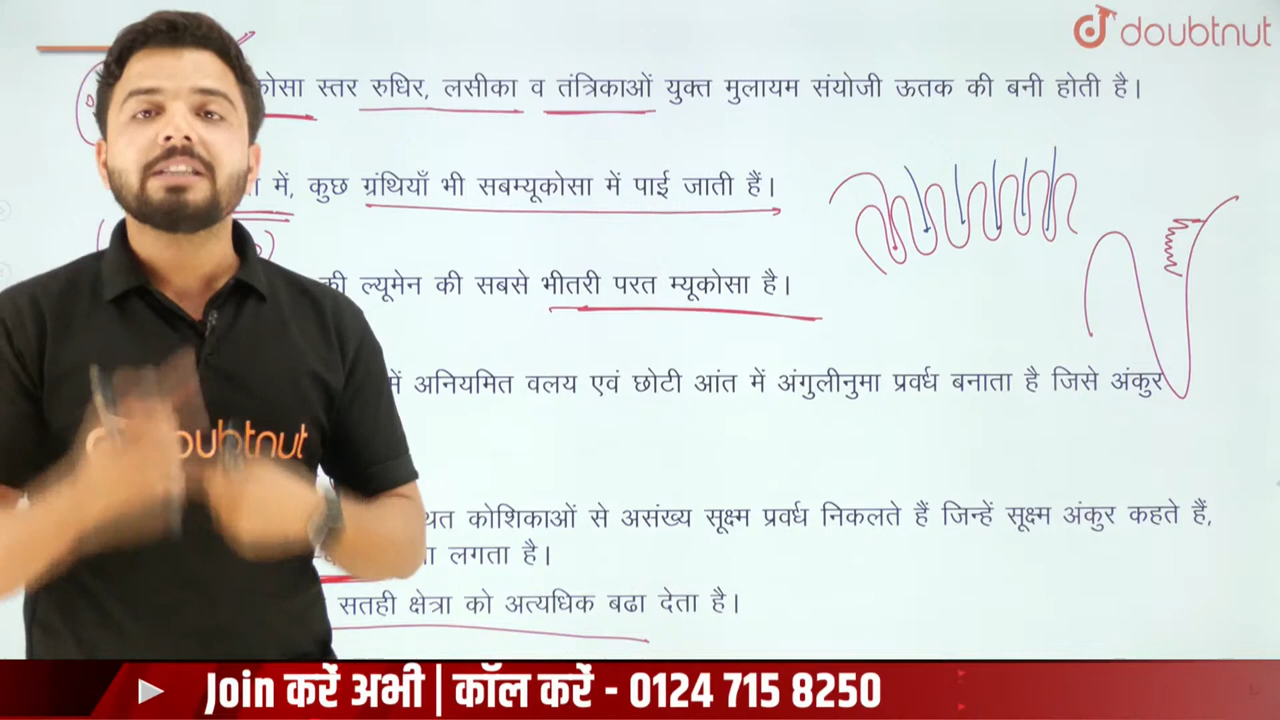 doubtnut
स्तर रुधिर, लसीका व तंत्रिकाओं युक्त मुलायम संयोजी ऊतक की बनी होती है।
में, कुछ ग्रंथियाँ भी सबम्यूकोसा में पाई जाती हैं।
की ल्यूमेन की सबसे भीतरी परत म्यूकोसा है।
में अनियमित वलय एवं छोटी आंत में अंगुलीनुमा प्रवर्ध बनाता है जिसे अंकुर
doubtnut
कोशिकाओं से असंख्य सूक्ष्म प्रवर्ध निकलते हैं जिन्हें सूक्ष्म अंकुर कहते हैं,
लगता है।
सतही क्षेत्रा को अत्यधिक बढा देता है।
Join करें अभी | कॉल करें - 0124 715 8250